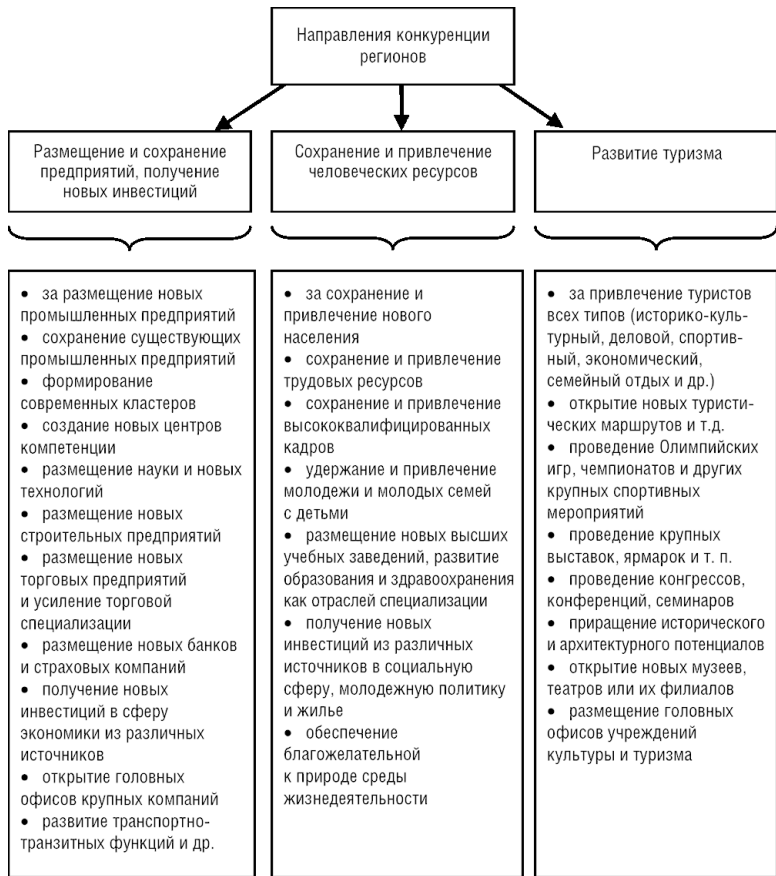 Направления конкуренции
регионов
Размещение и сохранение
предприятий, получение
новых инвестиций
Сохранение и привлечение
человеческих ресурсов
Развитие туризма
• за размещение новых
промышленных предприятий
• сохранение существующих
промышленных предприятий
• формирование
современных кластеров
• создание новых центров
компетенции
• размещение науки и новых
технологий
• размещение новых
строительных предприятий
• размещение новых
торговых предприятий
и усиление торговой
специализации
• размещение новых банков
и страховых компаний
• получение новых
инвестиций в сферу
экономики из различных
источников
• открытие головных
офисов крупных компаний
• развитие транспортно-
транзитных функций и др.
• за сохранение и
привлечение нового
населения
• сохранение и привлечение
трудовых ресурсов
• сохранение и привлечение
высококвалифицированных
кадров
• удержание и привлечение
молодежи и молодых семей
с детьми
• размещение новых высших
учебных заведений, развитие
образования и здравоохранения
как отраслей специализации
• получение новых
инвестиций из различных
источников в социальную
сферу, молодежную политику
и жилье
• обеспечение
благожелательной
к природе среды
жизнедеятельности
• за привлечение туристов
всех типов (историко-куль-
турный, деловой, спортив-
ный, экономический,
семейный отдых и др.)
• открытие новых туристи-
ческих маршрутов и т.д.
• проведение Олимпийских
игр, чемпионатов и других
крупных спортивных
мероприятий
• проведение крупных
выставок, ярмарок и т. п.
• проведение конгрессов,
конференций, семинаров
• приращение исторического
и архитектурного потенциалов
• открытие новых музеев,
театров или их филиалов
• размещение головных
офисов учреждений
культуры и туризма